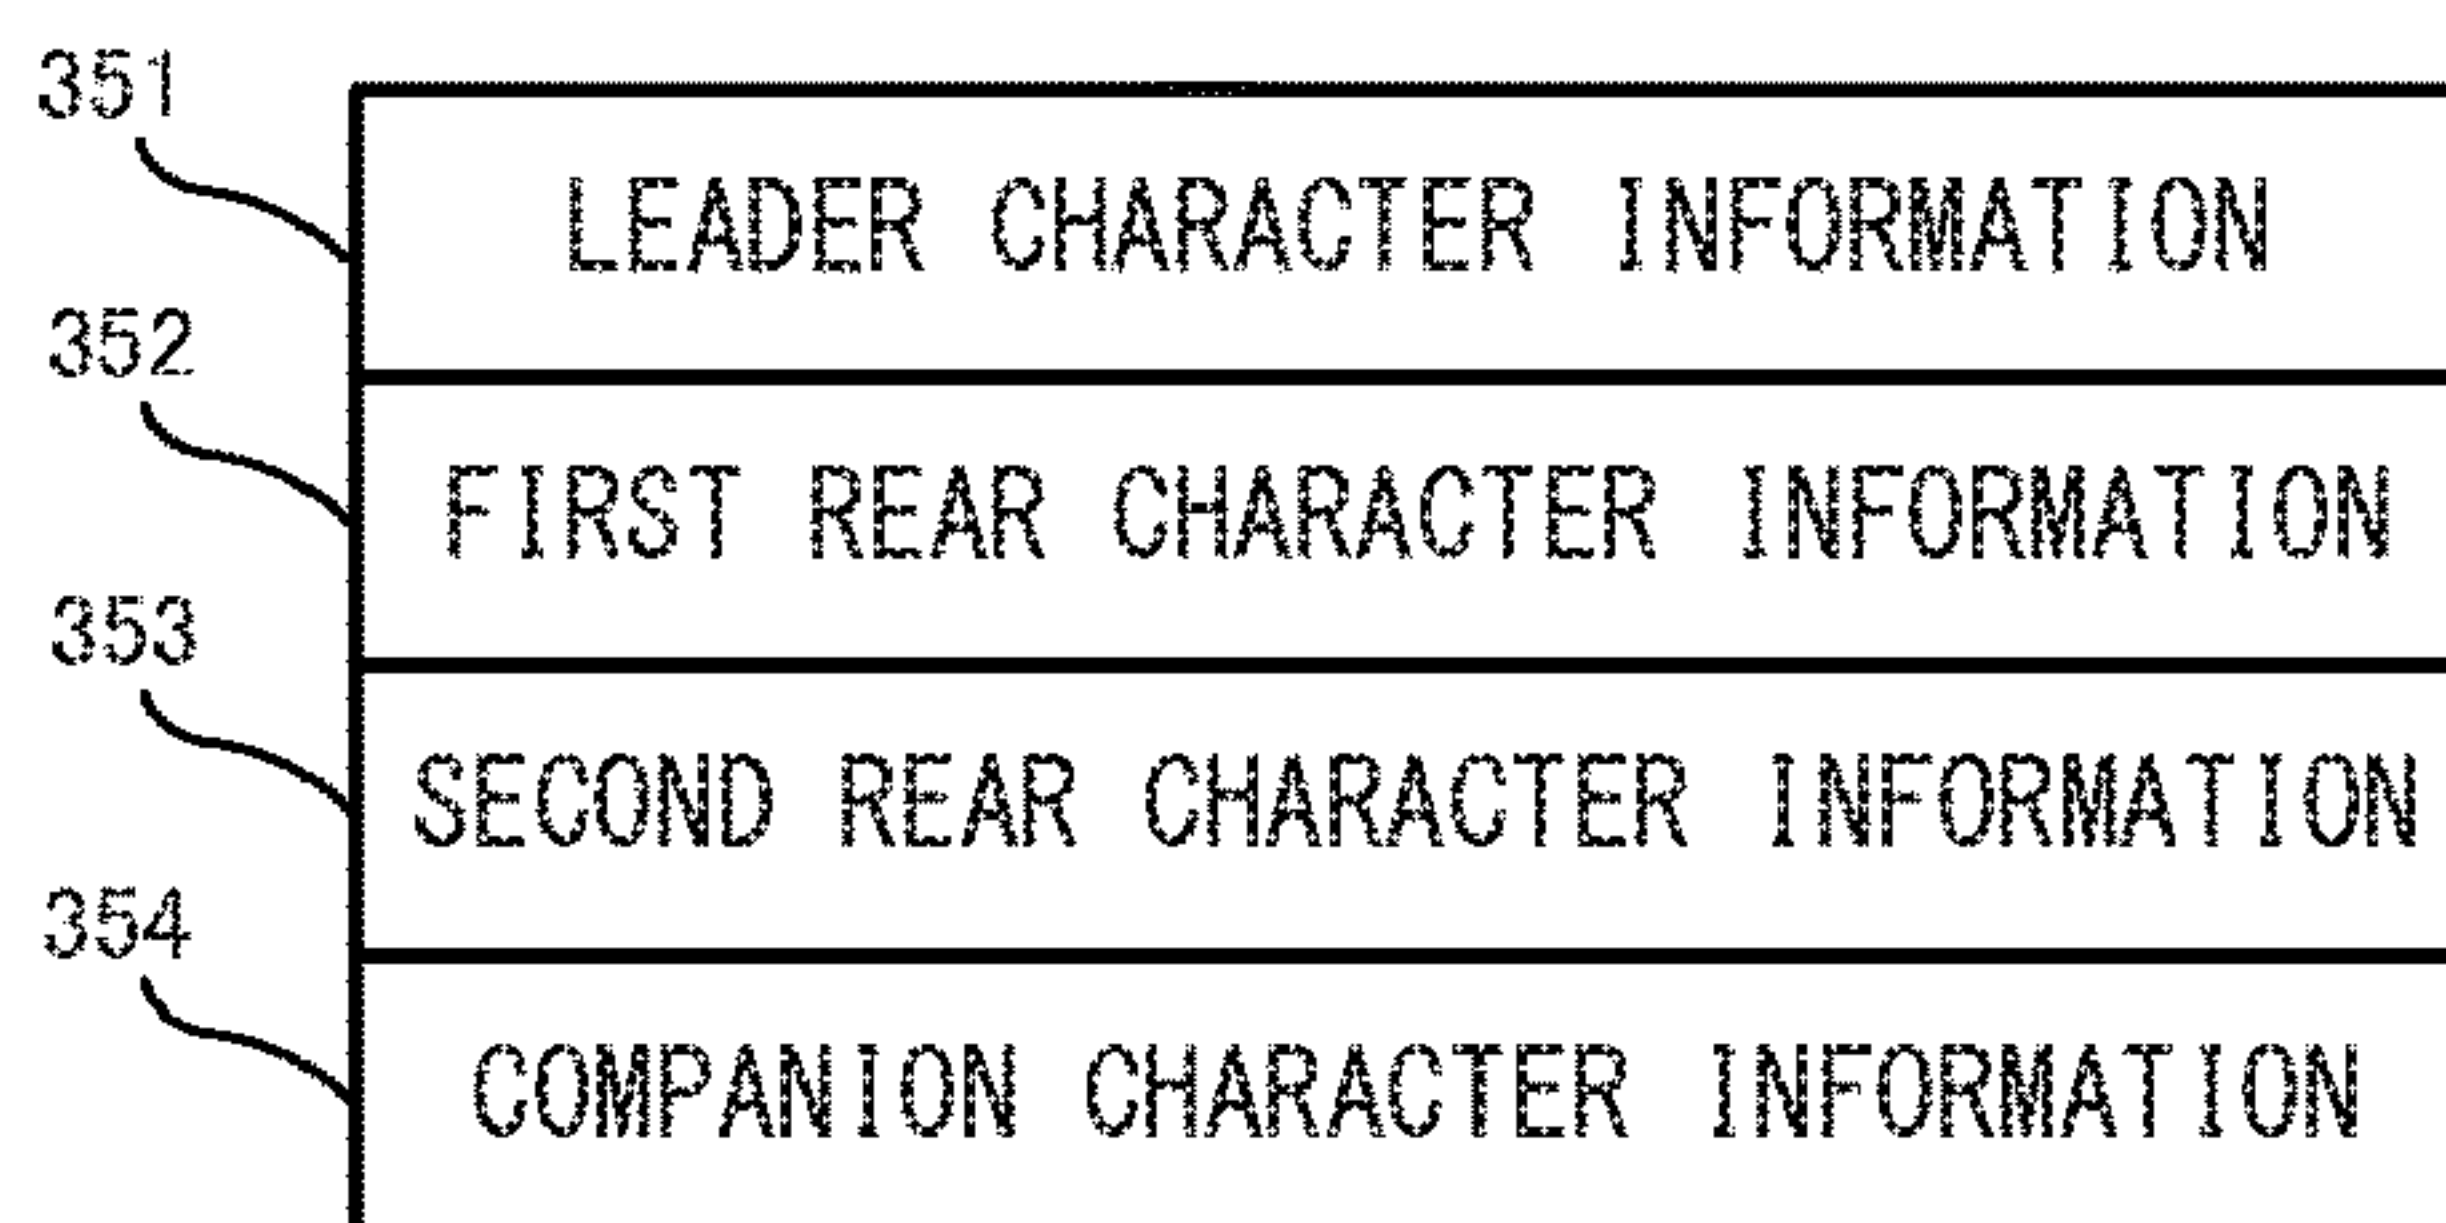 351
LEADER CHARACTER INFORMATION
352
FIRST REAR CHARACTER INFORMATION
353
SECOND REAR CHARACTER INFORMATION
354
COMPANION CHARACTER INFORMATION